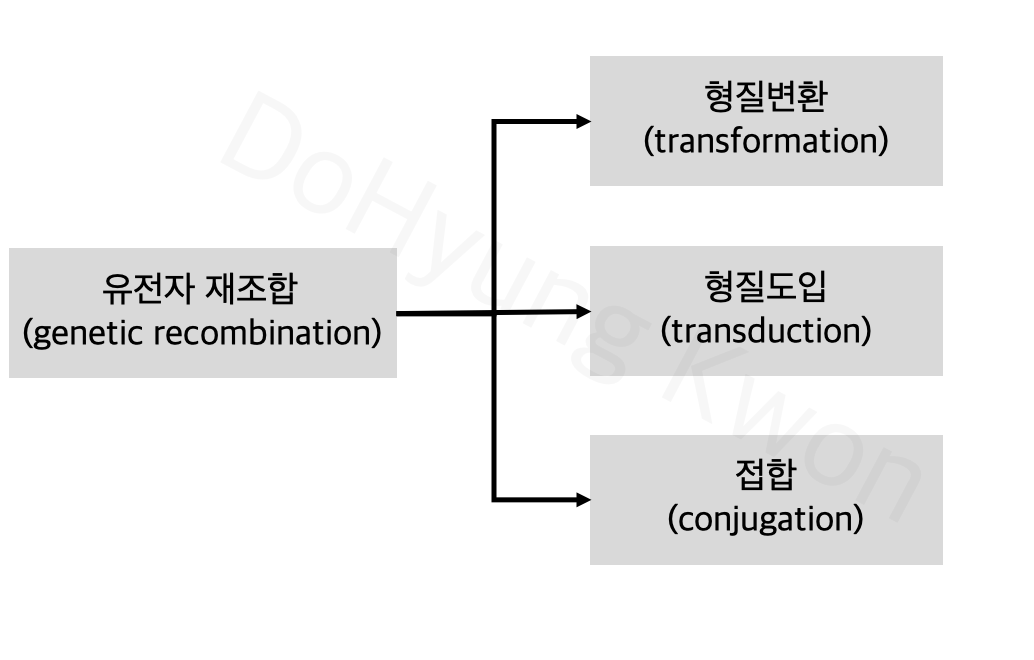 형질변환
(transformation)
유전자 재조합
(genetic recombination)
형질도입
(transduction)
접합
(conjugation)
DoHyung Kwon